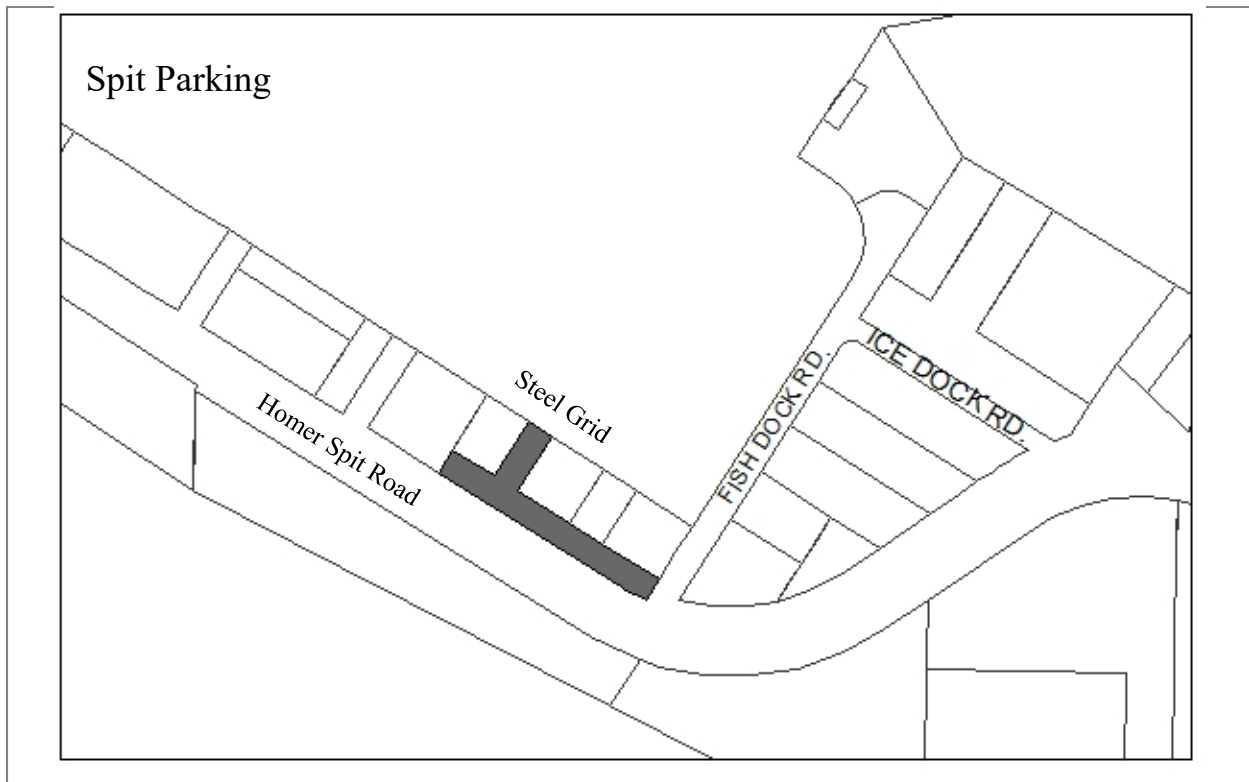 Spit Parking
ICE DOCK RD.
FISH DOCK RD.
Steel Grid
Homer Spit Road